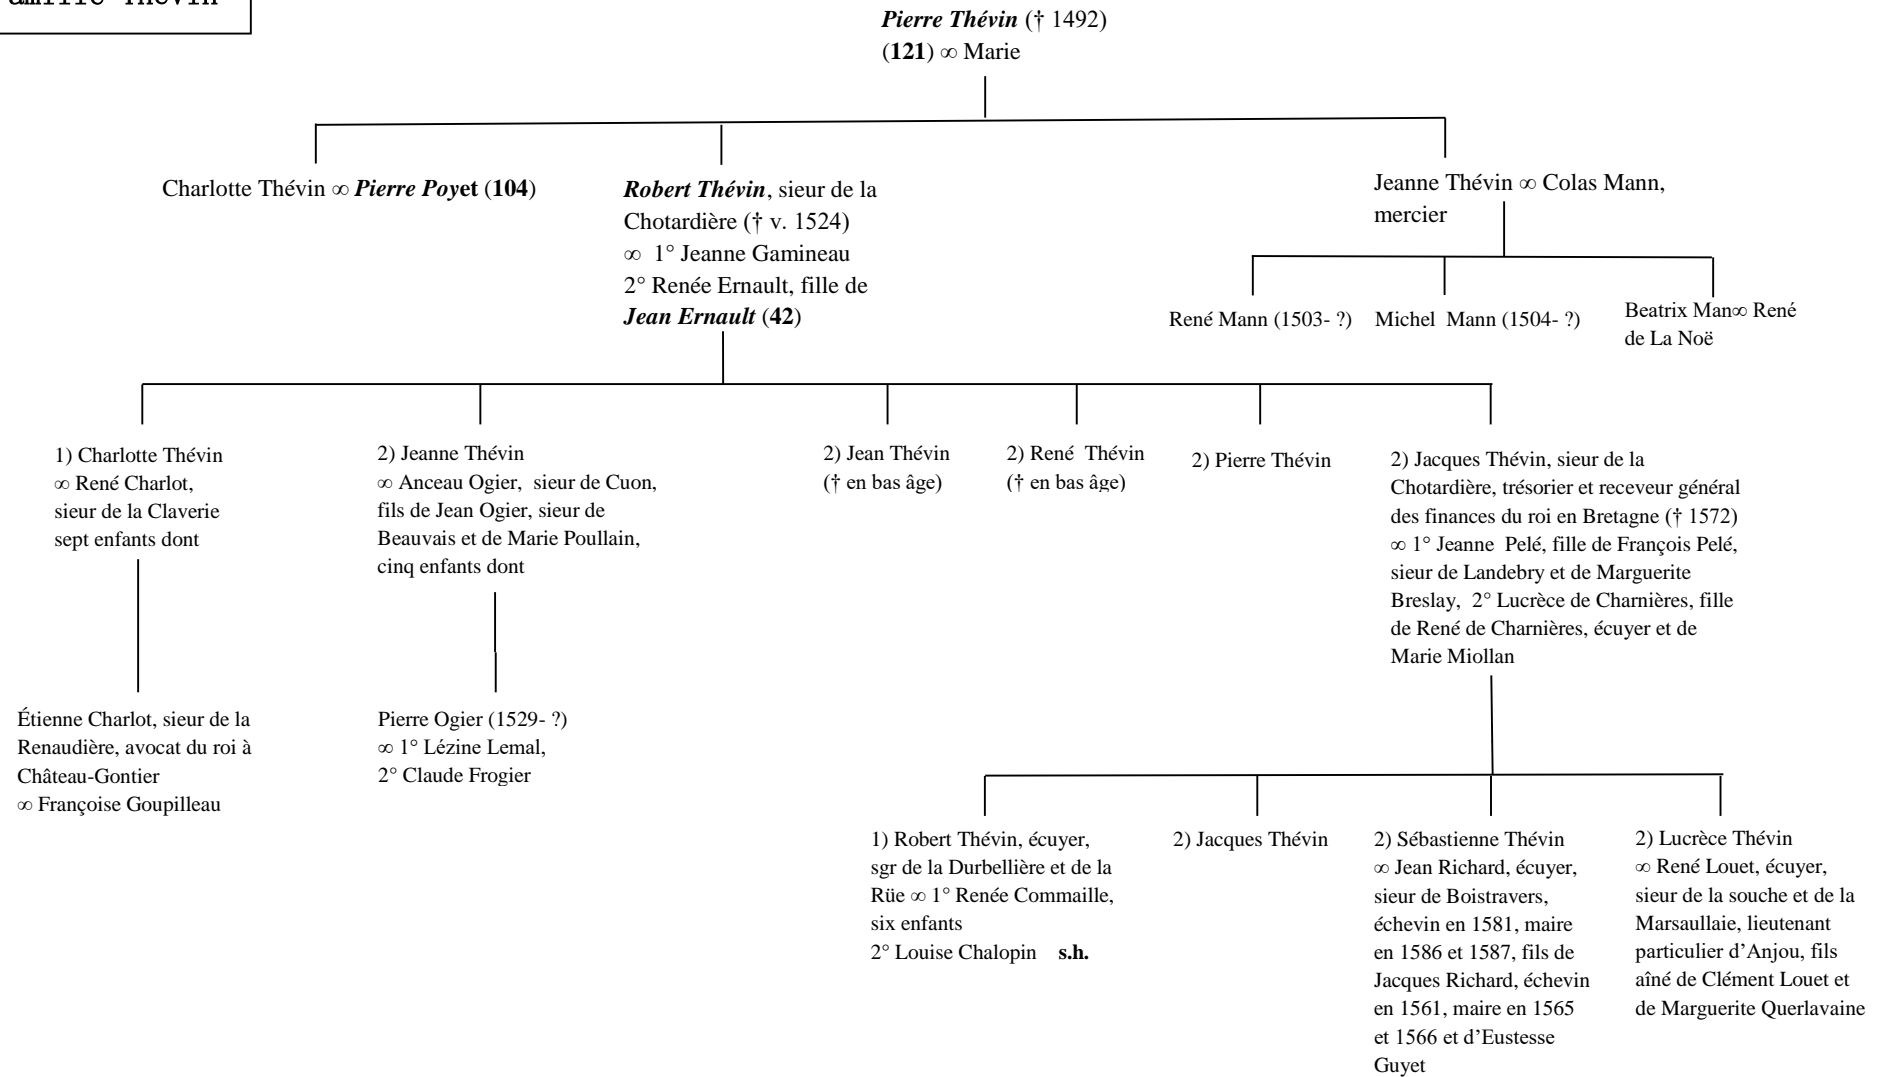 Thévin
Pierre Thévin († 1492)
(121) ∞ Marie
Charlotte Thévin ∞ Pierre Poyet (104)
Robert Thévin, sieur de la
Chotardière († v. 1524)
∞ 1° Jeanne Gamineau
2° Renée Ernault, fille de
Jean Ernault (42)
Jeanne Thévin ∞ Colas Mann,
mercier
René Mann (1503- ?)
Michel Mann (1504- ?)
Beatrix Man∞ René
de La Noë
1) Charlotte Thévin
∞ René Charlot,
sieur de la Claverie
sept enfants dont
2) Jeanne Thévin
∞ Anceau Ogier, sieur de Cuon,
fils de Jean Ogier, sieur de
Beauvais et de Marie Poullain,
cinq enfants dont
2) Jean Thévin
(† en bas âge)
2) René Thévin
(† en bas âge)
2) Pierre Thévin
2) Jacques Thévin, sieur de la
Chotardière, trésorier et receveur général
des finances du roi en Bretagne († 1572)
∞ 1° Jeanne Pelé, fille de François Pelé,
sieur de Landebry et de Marguerite
Breslay, 2° Lucrèce de Charnières, fille
de René de Charnières, écuyer et de
Marie Miollan
Étienne Charlot, sieur de la
Renaudière, avocat du roi à
Château-Gontier
∞ Françoise Goupilleau
Pierre Ogier (1529- ?)
∞ 1° Lézine Lemal,
2° Claude Frogier
1) Robert Thévin, écuyer,
sgr de la Durbellière et de la
Rüe ∞ 1° Renée Commaille,
six enfants
2° Louise Chalopin s.h.
2) Jacques Thévin
2) Sébastienne Thévin
∞ Jean Richard, écuyer,
sieur de Boistravers,
échevin en 1581, maire
en 1586 et 1587, fils de
Jacques Richard, échevin
en 1561, maire en 1565
et 1566 et d'Eustesse
Guyet
2) Lucrèce Thévin
∞ René Louet, écuyer,
sieur de la souche et de la
Marsaullaie, lieutenant
particulier d'Anjou, fils
aîné de Clément Louet et
de Marguerite Querlavaine